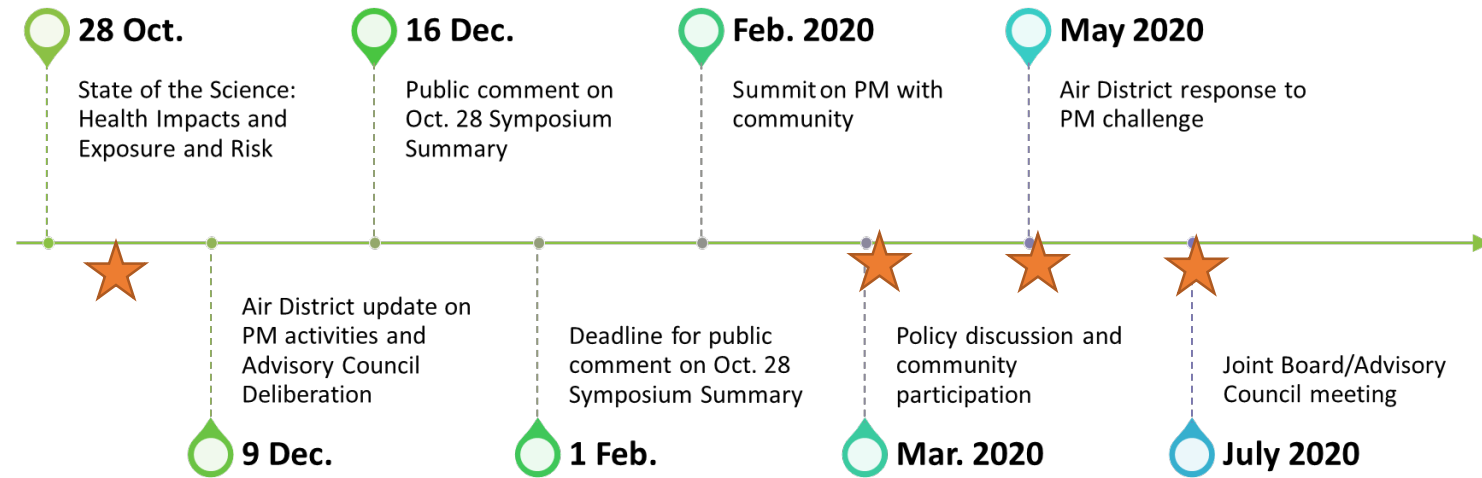 28 Oct.
State of the Science:
Health Impacts and
Exposure and Risk
16 Dec.
Public comment on
Oct. 28 Symposium
Summary
Feb. 2020
Summit on PM with
community
May 2020
Air District response to
PM challenge
Air District update on
PM activities and
Advisory Council
Deliberation
9 Dec.
Deadline for public
comment on Oct. 28
Symposium Summary
1 Feb.
Policy discussion and
community
participation
Mar. 2020
Joint Board/Advisory
Council meeting
July 2020